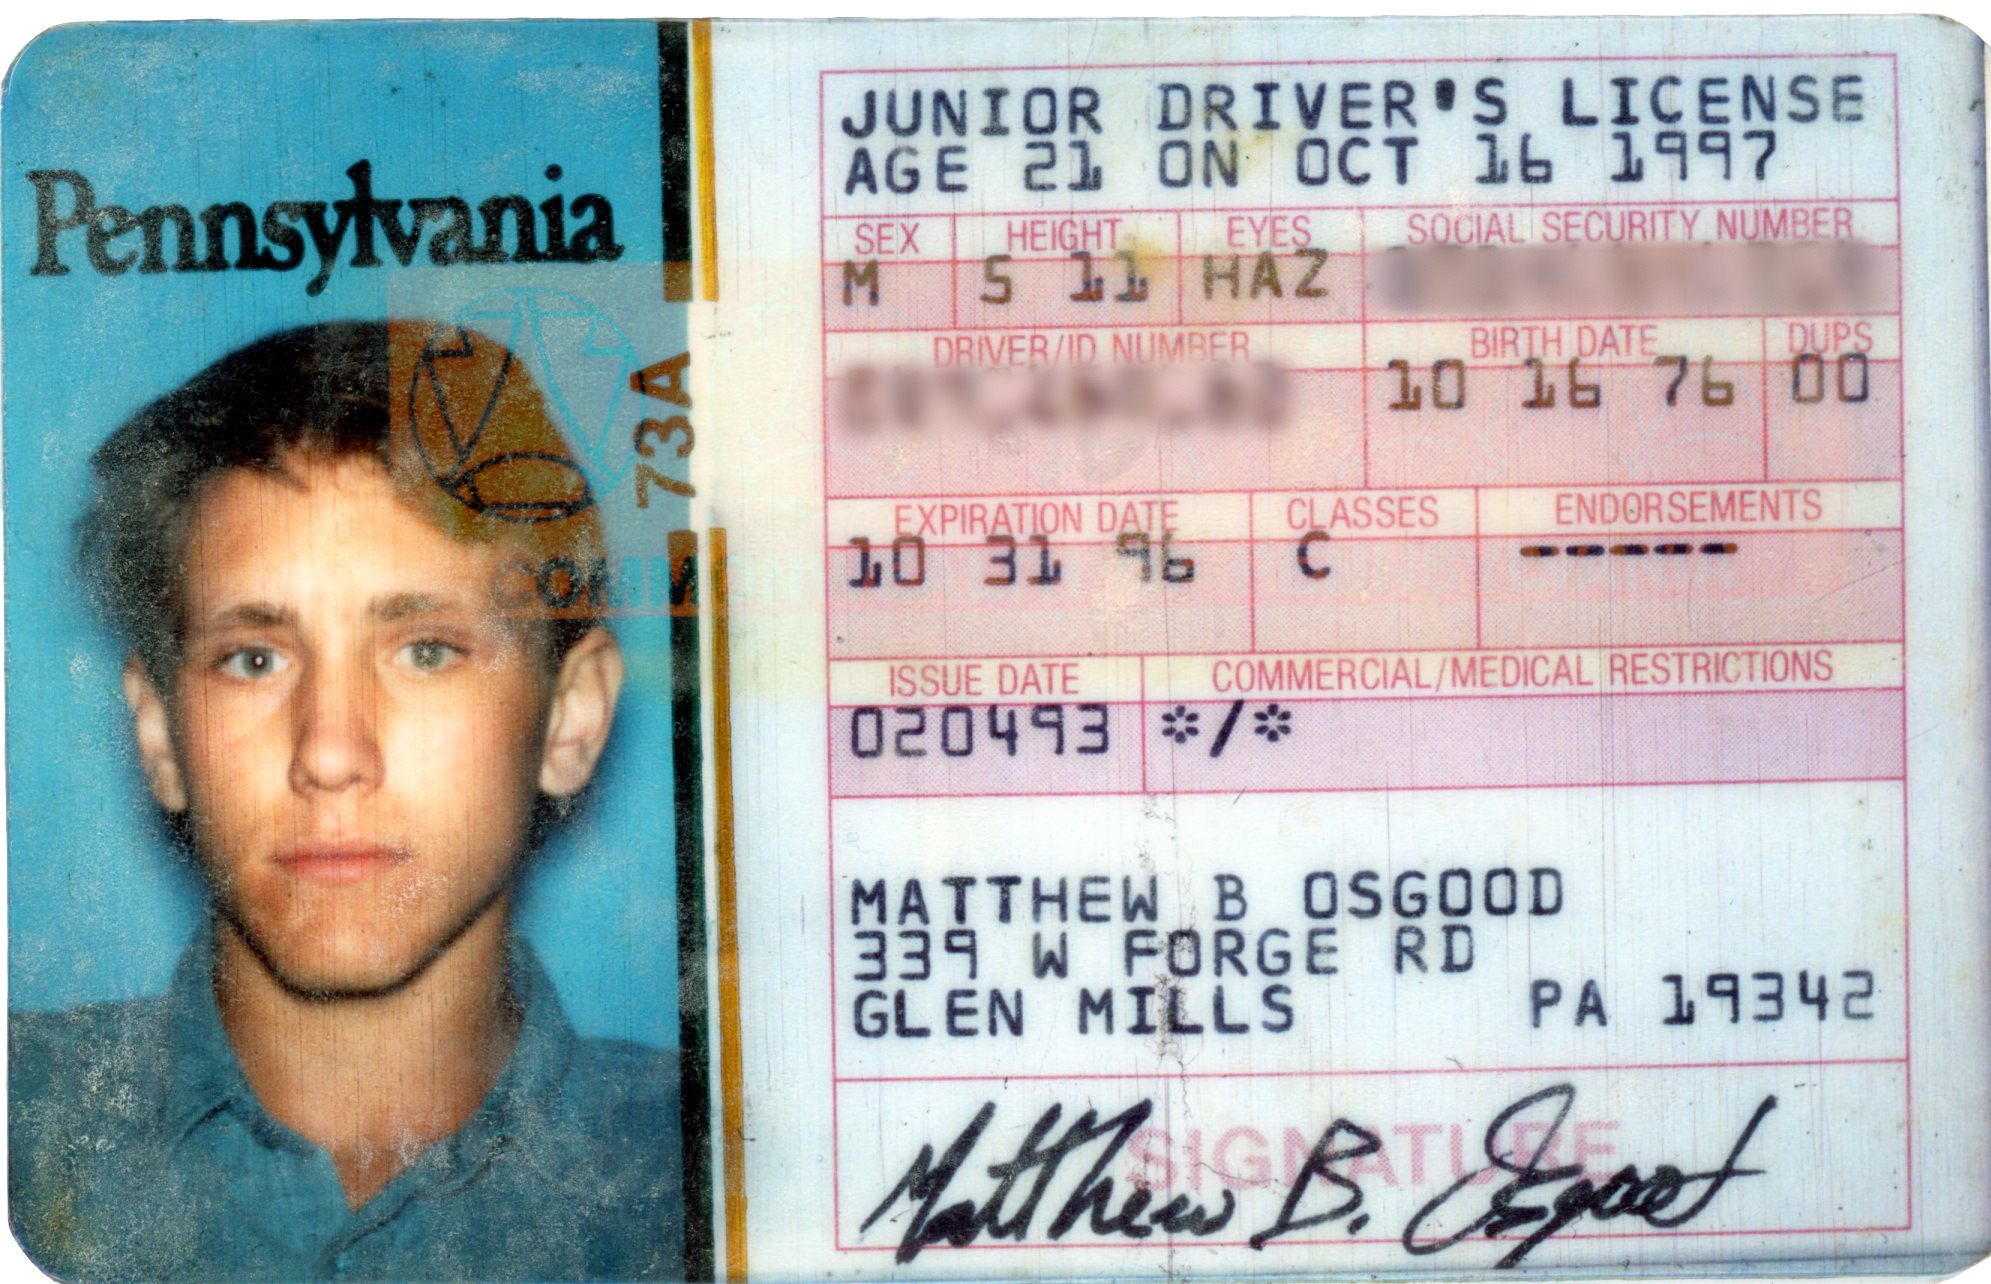 Pennsylvania
73A
JUNIOR DRIVER'S LICENSE
AGE 21 ON OCT 16 1997
SEX HEIGHT EYES SOCIAL SECURITY NUMBER
M 5 11 HAZ
DRIVER/ID NUMBER BIRTH DATE DUPS
10 16 76 00
EXPIRATION DATE CLASSES ENDORSEMENTS
10 31 96 C -----
ISSUE DATE COMMERCIAL/MEDICAL RESTRICTIONS
020493 */*
MATTHEW B OSGOOD
339 W FORGE RD
GLEN MILLS PA 19342
SIGNATURE
Matthew B. Osgood